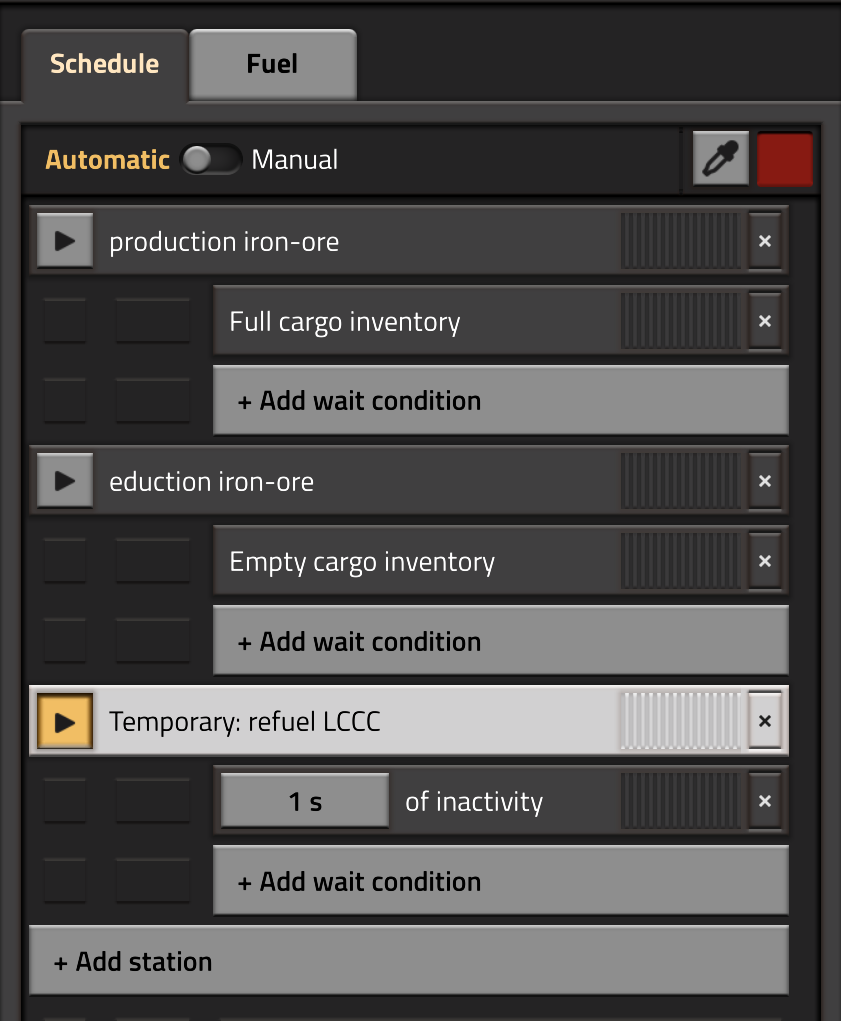 Schedule
Fuel
Automatic Manual
production iron-ore
Full cargo inventory
+ Add wait condition
eduction iron-ore
Empty cargo inventory
+ Add wait condition
Temporary: refuel LCCC
1 s of inactivity
+ Add wait condition
+ Add station